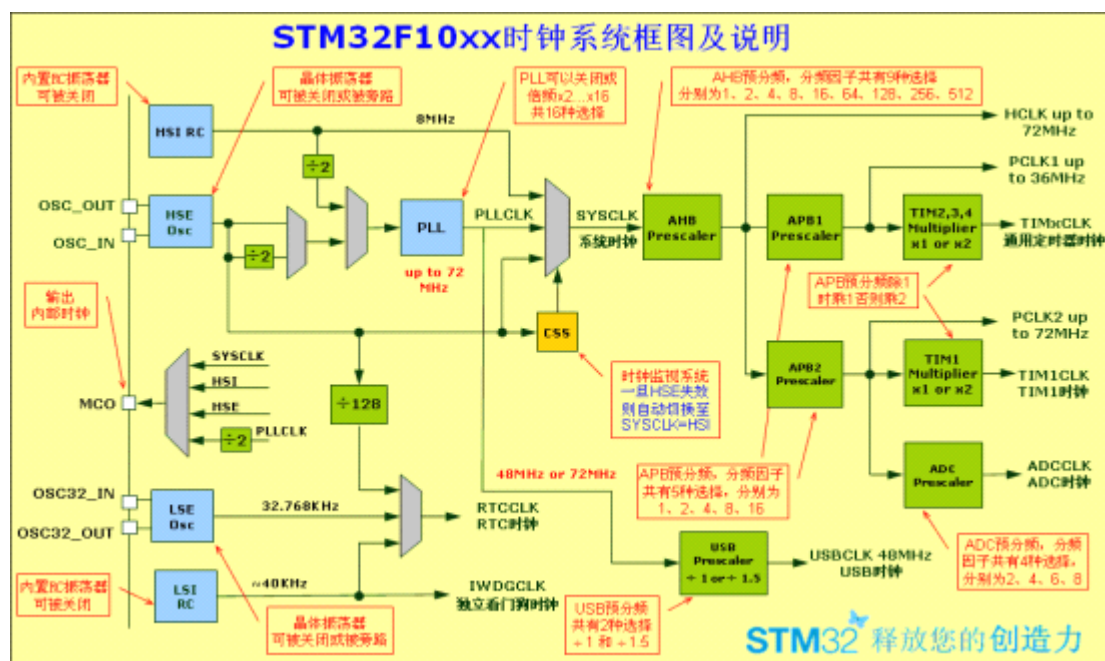 STM32F10xx时钟系统框图及说明
内置RC振荡器
可被关闭
晶体振荡器
可被关闭或被旁路
PLL可以关闭或
倍频x2...x16
共16种选择
AHB预分频，分频因子共有9种选择
分别为1、2、4、8、16、64、128、256、512
HSI RC
8MHz
÷2
HCLK up to
72MHz
PCLK1 up
to 36MHz
OSC_OUT
OSC_IN
HSE
Osc
÷2
PLL
PLLCLK
up to 72
MHz
SYSCLK
系统时钟
AHB
Prescaler
APB1
Prescaler
TIM2,3,4
Multiplier
x1 or x2
TIMxCLK
通用定时器时钟
APB预分频除1
时乘1否则乘2
输出
内部时钟
CSS
时钟监视系统
一旦HSE失效
则自动切换至
SYSCLK=HSI
PCLK2 up
to 72MHz
APB2
Prescaler
TIM1
Multiplier
x1 or x2
TIM1CLK
TIM1时钟
MCO
SYSCLK
HSI
HSE
PLLCLK
÷2
÷128
48MHz or 72MHz
APB预分频，分频因子
共有5种选择，分别为
1、2、4、8、16
ADC
Prescaler
ADCCLK
ADC时钟
OSC32_IN
OSC32_OUT
LSE
Osc
32.768KHz
RTCCLK
RTC时钟
USB
Prescaler
÷ 1 or ÷ 1.5
USBCLK 48MHz
USB时钟
ADC预分频，分频
因子共有4种选择，
分别为2、4、6、8
内置RC振荡器
可被关闭
LSI
RC
~40KHz
IWDGCLK
独立看门狗时钟
晶体振荡器
可被关闭或被旁路
USB预分频
共有2种选择
÷1 和 ÷1.5
STM32 释放您的创造力